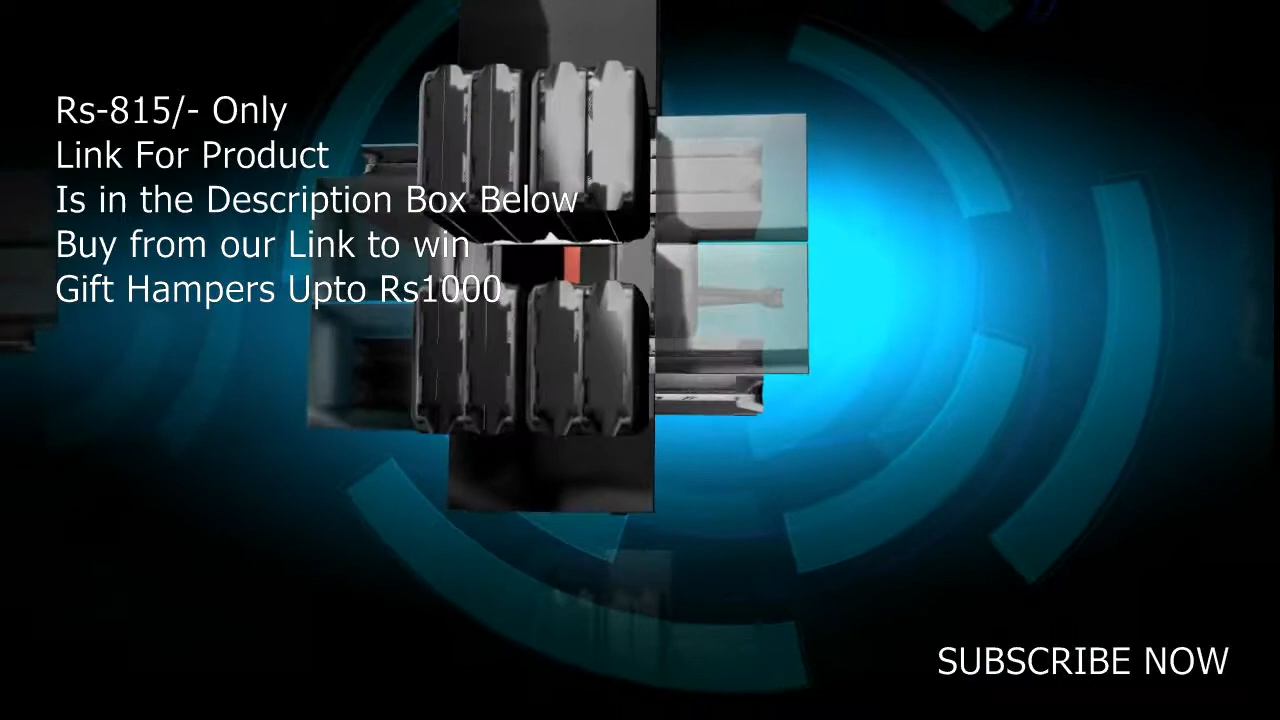 Rs-815/- Only
Link For Product
Is in the Description Box Below
Buy from our Link to win
Gift Hampers Upto Rs1000
SUBSCRIBE NOW